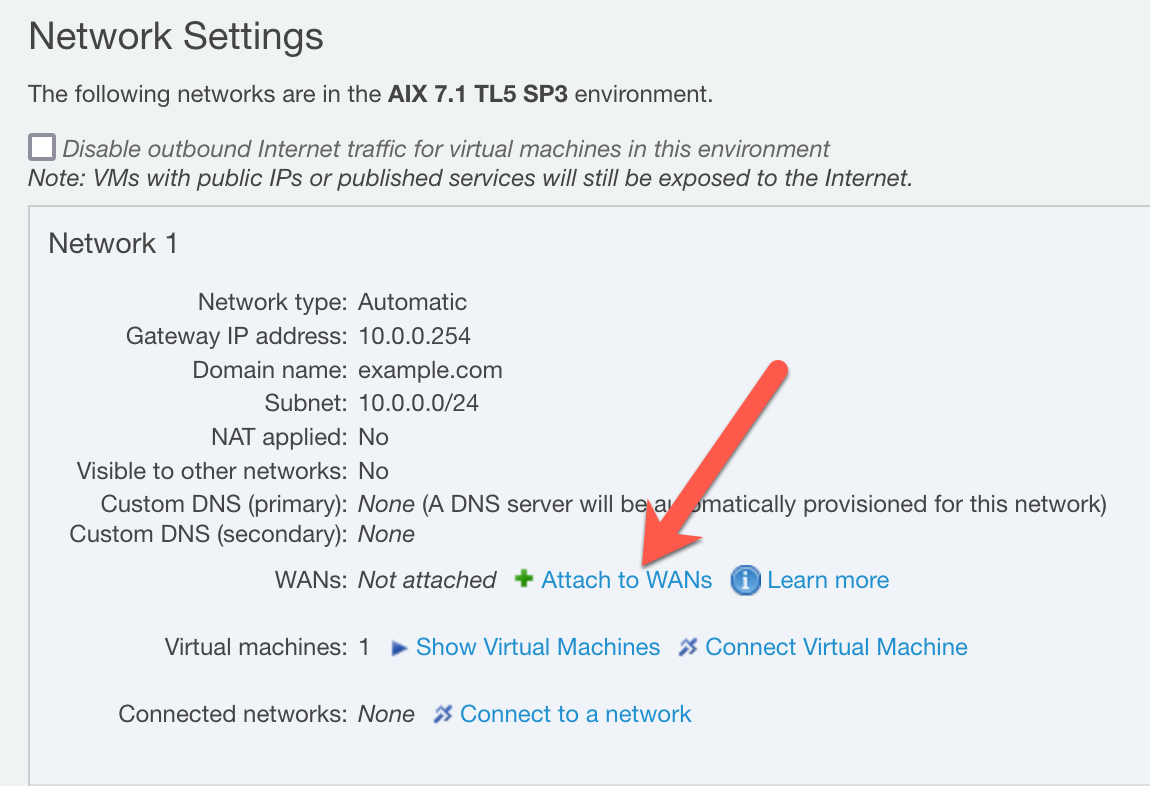 Network Settings
The following networks are in the AIX 7.1 TL5 SP3 environment.
Disable outbound Internet traffic for virtual machines in this environment
Note: VMs with public IPs or published services will still be exposed to the Internet.
Network 1
Network type: Automatic
Gateway IP address: 10.0.0.254
Domain name: example.com
Subnet: 10.0.0.0/24
NAT applied: No
Visible to other networks: No
Custom DNS (primary): None (A DNS server will be automatically provisioned for this network)
Custom DNS (secondary): None
WANs: Not attached Attach to WANs Learn more
Virtual machines: 1 Show Virtual Machines Connect Virtual Machine
Connected networks: None Connect to a network